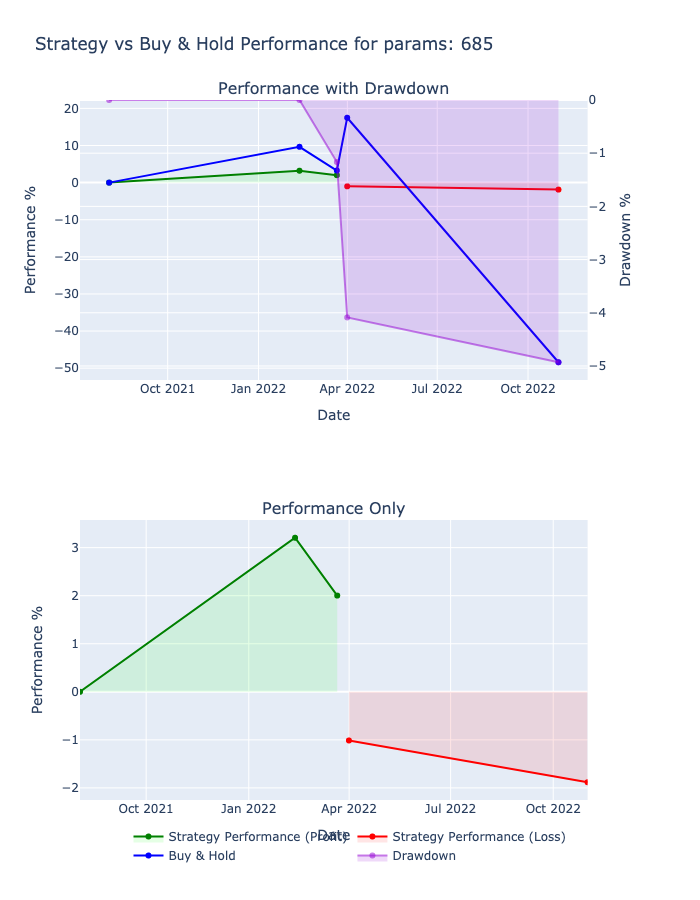 Strategy vs Buy & Hold Performance for params: 685
Performance with Drawdown
20
10
0
−10
−20
−30
−40
−50
Performance %
0
−1
−2
−3
−4
−5
Drawdown %
Oct 2021 Jan 2022 Apr 2022 Jul 2022 Oct 2022
Date
Performance Only
3
2
1
0
−1
−2
Performance %
Oct 2021 Jan 2022 Apr 2022 Jul 2022 Oct 2022
Date
Strategy Performance (Profit) Strategy Performance (Loss)
Buy & Hold Drawdown